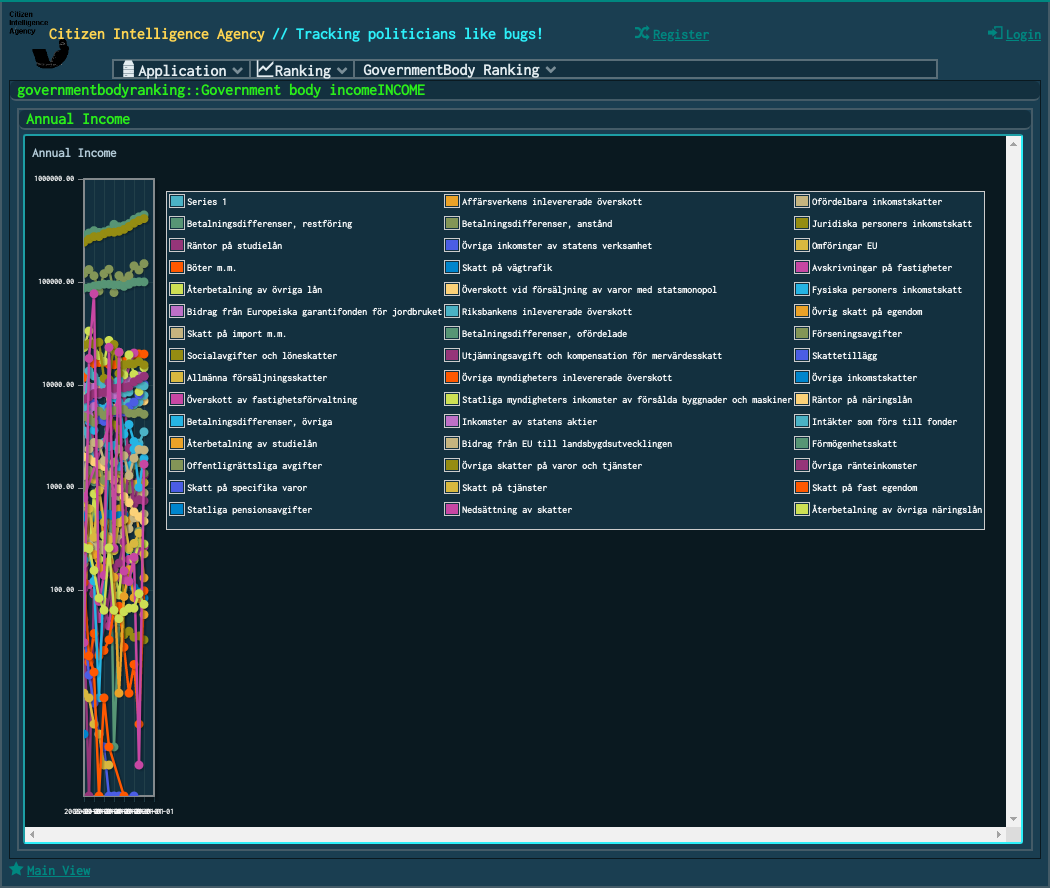 Citizen
Intelligence
Agency
Citizen Intelligence Agency // Tracking politicians like bugs!
Register
Login
Application
Ranking
GovernmentBody Ranking
governmentbodyranking::Government body incomeINCOME
Annual Income
Annual Income
1000000.00
100000.00
10000.00
1000.00
100.00
Series 1
Affärsverkens inlevererade överskott
Ofördelbara inkomstskatter
Betalningsdifferenser, restföring
Betalningsdifferenser, anstånd
Juridiska personers inkomstskatt
Räntor på studielån
Övriga inkomster av statens verksamhet
Omföringar EU
Böter m.m.
Skatt på vägtrafik
Avskrivningar på fastigheter
Återbetalning av övriga lån
Överskott vid försäljning av varor med statsmonopol
Fysiska personers inkomstskatt
Bidrag från Europeiska garantifonden för jordbruket
Riksbankens inlevererade överskott
Övrig skatt på egendom
Skatt på import m.m.
Betalningsdifferenser, ofördelade
Förseningsavgifter
Socialavgifter och löneskatter
Utjämningsavgift och kompensation för mervärdesskatt
Skattetillägg
Allmänna försäljningsskatter
Övriga myndigheters inlevererade överskott
Övriga inkomstskatter
Överskott av fastighetsförvaltning
Statliga myndigheters inkomster av försålda byggnader och maskiner
Räntor på näringslån
Betalningsdifferenser, övriga
Inkomster av statens aktier
Intäkter som förs till fonder
Återbetalning av studielån
Bidrag från EU till landsbygdsutvecklingen
Förmögenhetsskatt
Offentligrättsliga avgifter
Övriga skatter på varor och tjänster
Övriga ränteinkomster
Skatt på specifika varor
Skatt på tjänster
Skatt på fast egendom
Statliga pensionsavgifter
Nedsättning av skatter
Återbetalning av övriga näringslån
Main View